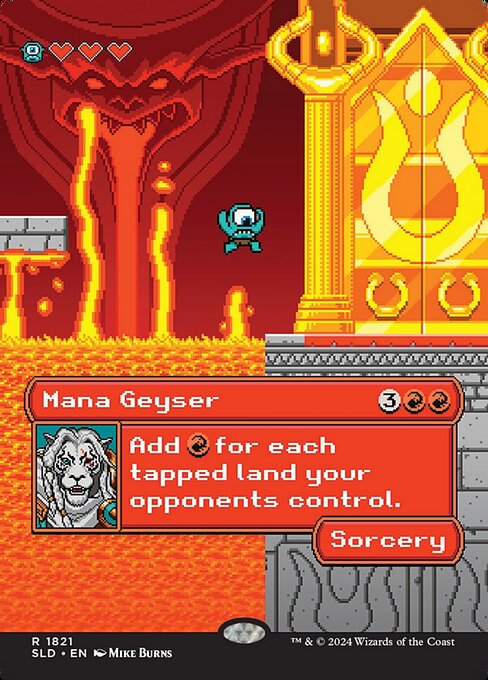 Mana Geyser 3
Add for each
tapped land your
opponents control.
Sorcery
R 1821
SLD • EN Mike Burns
™ & © 2024 Wizards of the Coast